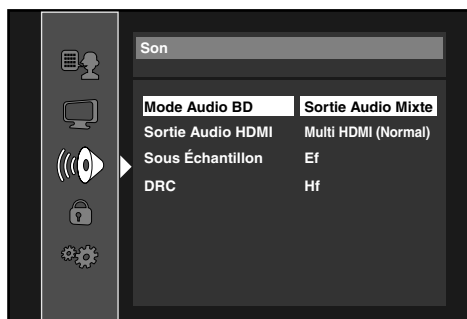 Son
Mode Audio BD Sortie Audio Mixte
Sortie Audio HDMI Multi HDMI (Normal)
Sous Échantillon Ef
DRC Hf